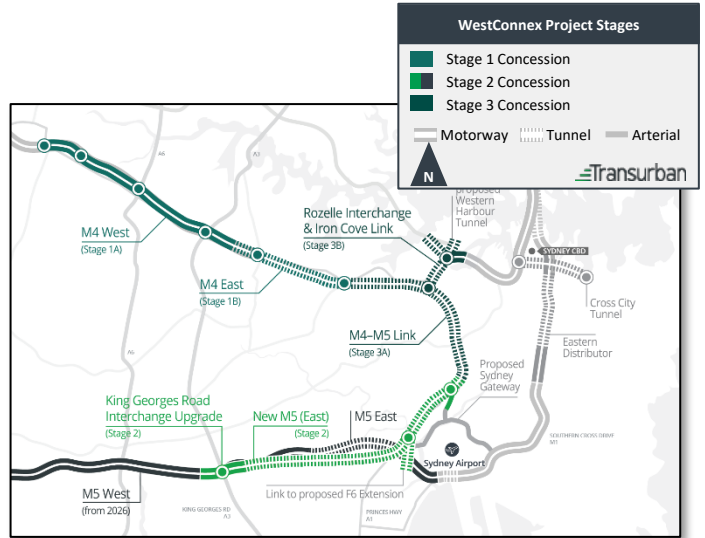 WestConnex Project Stages
Stage 1 Concession
Stage 2 Concession
Stage 3 Concession
Motorway
Tunnel
Arterial
N
Transurban
A6
A3
proposed
Western
Harbour
Tunnel
Rozelle Interchange
& Iron Cove Link
(Stage 3B)
M4 West
(Stage 1A)
SYDNEY CBD
M4 East
(Stage 1B)
Cross City
Tunnel
M4–M5 Link
(Stage 3A)
Eastern
Distributor
A6
Proposed
Sydney
Gateway
King Georges Road
Interchange Upgrade
(Stage 2)
New M5 (East)
(Stage 2)
M5 East
SOUTHERN CROSS DRIVE
M1
Sydney Airport
M5 West
(from 2026)
Link to proposed F6 Extension
KING GEORGES RD
A3
PRINCES HWY
A1